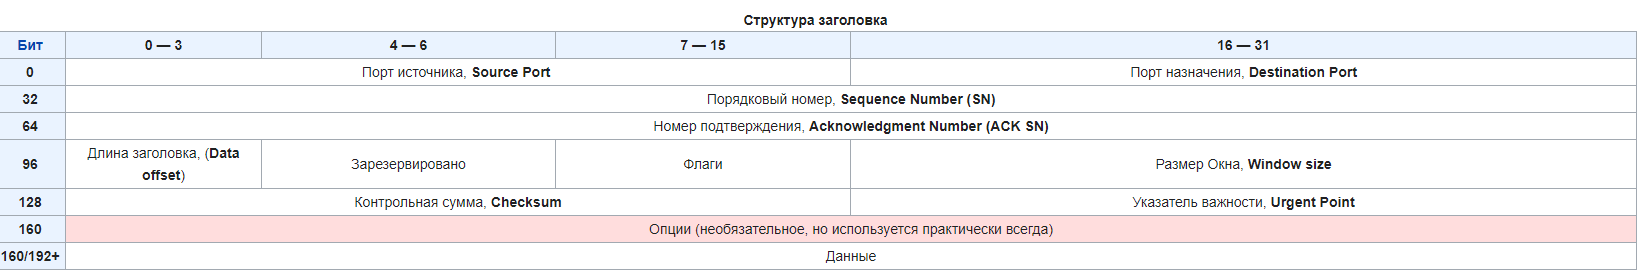 Структура заголовка
Бит 0 — 3 4 — 6 7 — 15 16 — 31
0 Порт источника, Source Port Порт назначения, Destination Port
32 Порядковый номер, Sequence Number (SN)
64 Номер подтверждения, Acknowledgment Number (ACK SN)
96 Длина заголовка, (Data
offset) Зарезервировано Флаги Размер Окна, Window size
128 Контрольная сумма, Checksum Указатель важности, Urgent Point
160 Опции (необязательное, но используется практически всегда)
160/192+ Данные